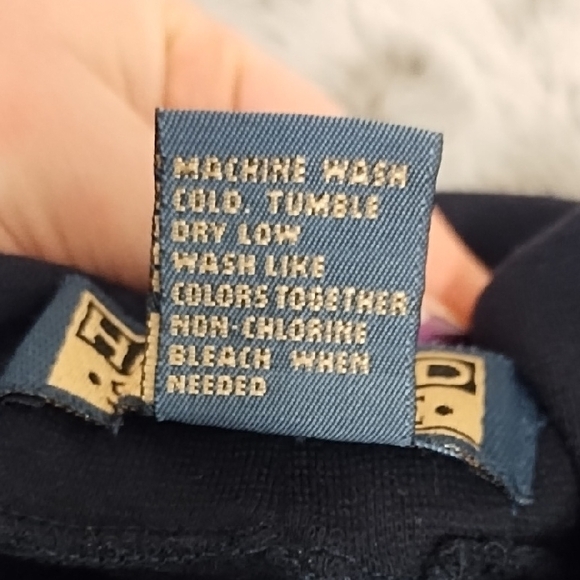 MACHINE WASH
COLD. TUMBLE
DRY LOW
WASH LIKE
COLORS TOGETHER
NON-CHLORINE
BLEACH WHEN
NEEDED